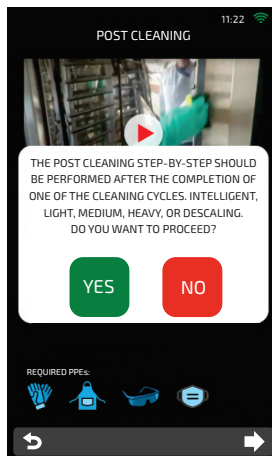 11:22
POST CLEANING
THE POST CLEANING STEP-BY-STEP SHOULD
BE PERFORMED AFTER THE COMPLETION OF
ONE OF THE CLEANING CYCLES. INTELLIGENT,
LIGHT, MEDIUM, HEAVY, OR DESCALING.
DO YOU WANT TO PROCEED?
YES NO
REQUIRED PPEs: